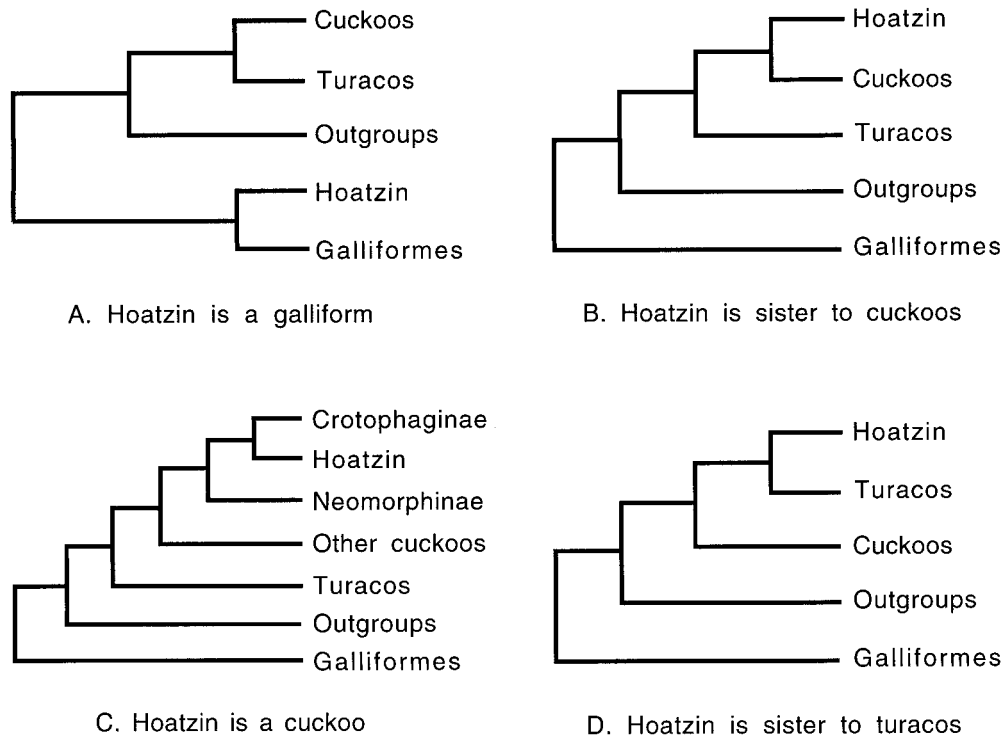 Cuckoos
Turacos
Outgroups
Hoatzin
Galliformes
A. Hoatzin is a galliform
Hoatzin
Cuckoos
Turacos
Outgroups
Galliformes
B. Hoatzin is sister to cuckoos
Crotophaginae
Hoatzin
Neomorphinae
Other cuckoos
Turacos
Outgroups
Galliformes
C. Hoatzin is a cuckoo
Hoatzin
Turacos
Cuckoos
Outgroups
Galliformes
D. Hoatzin is sister to turacos